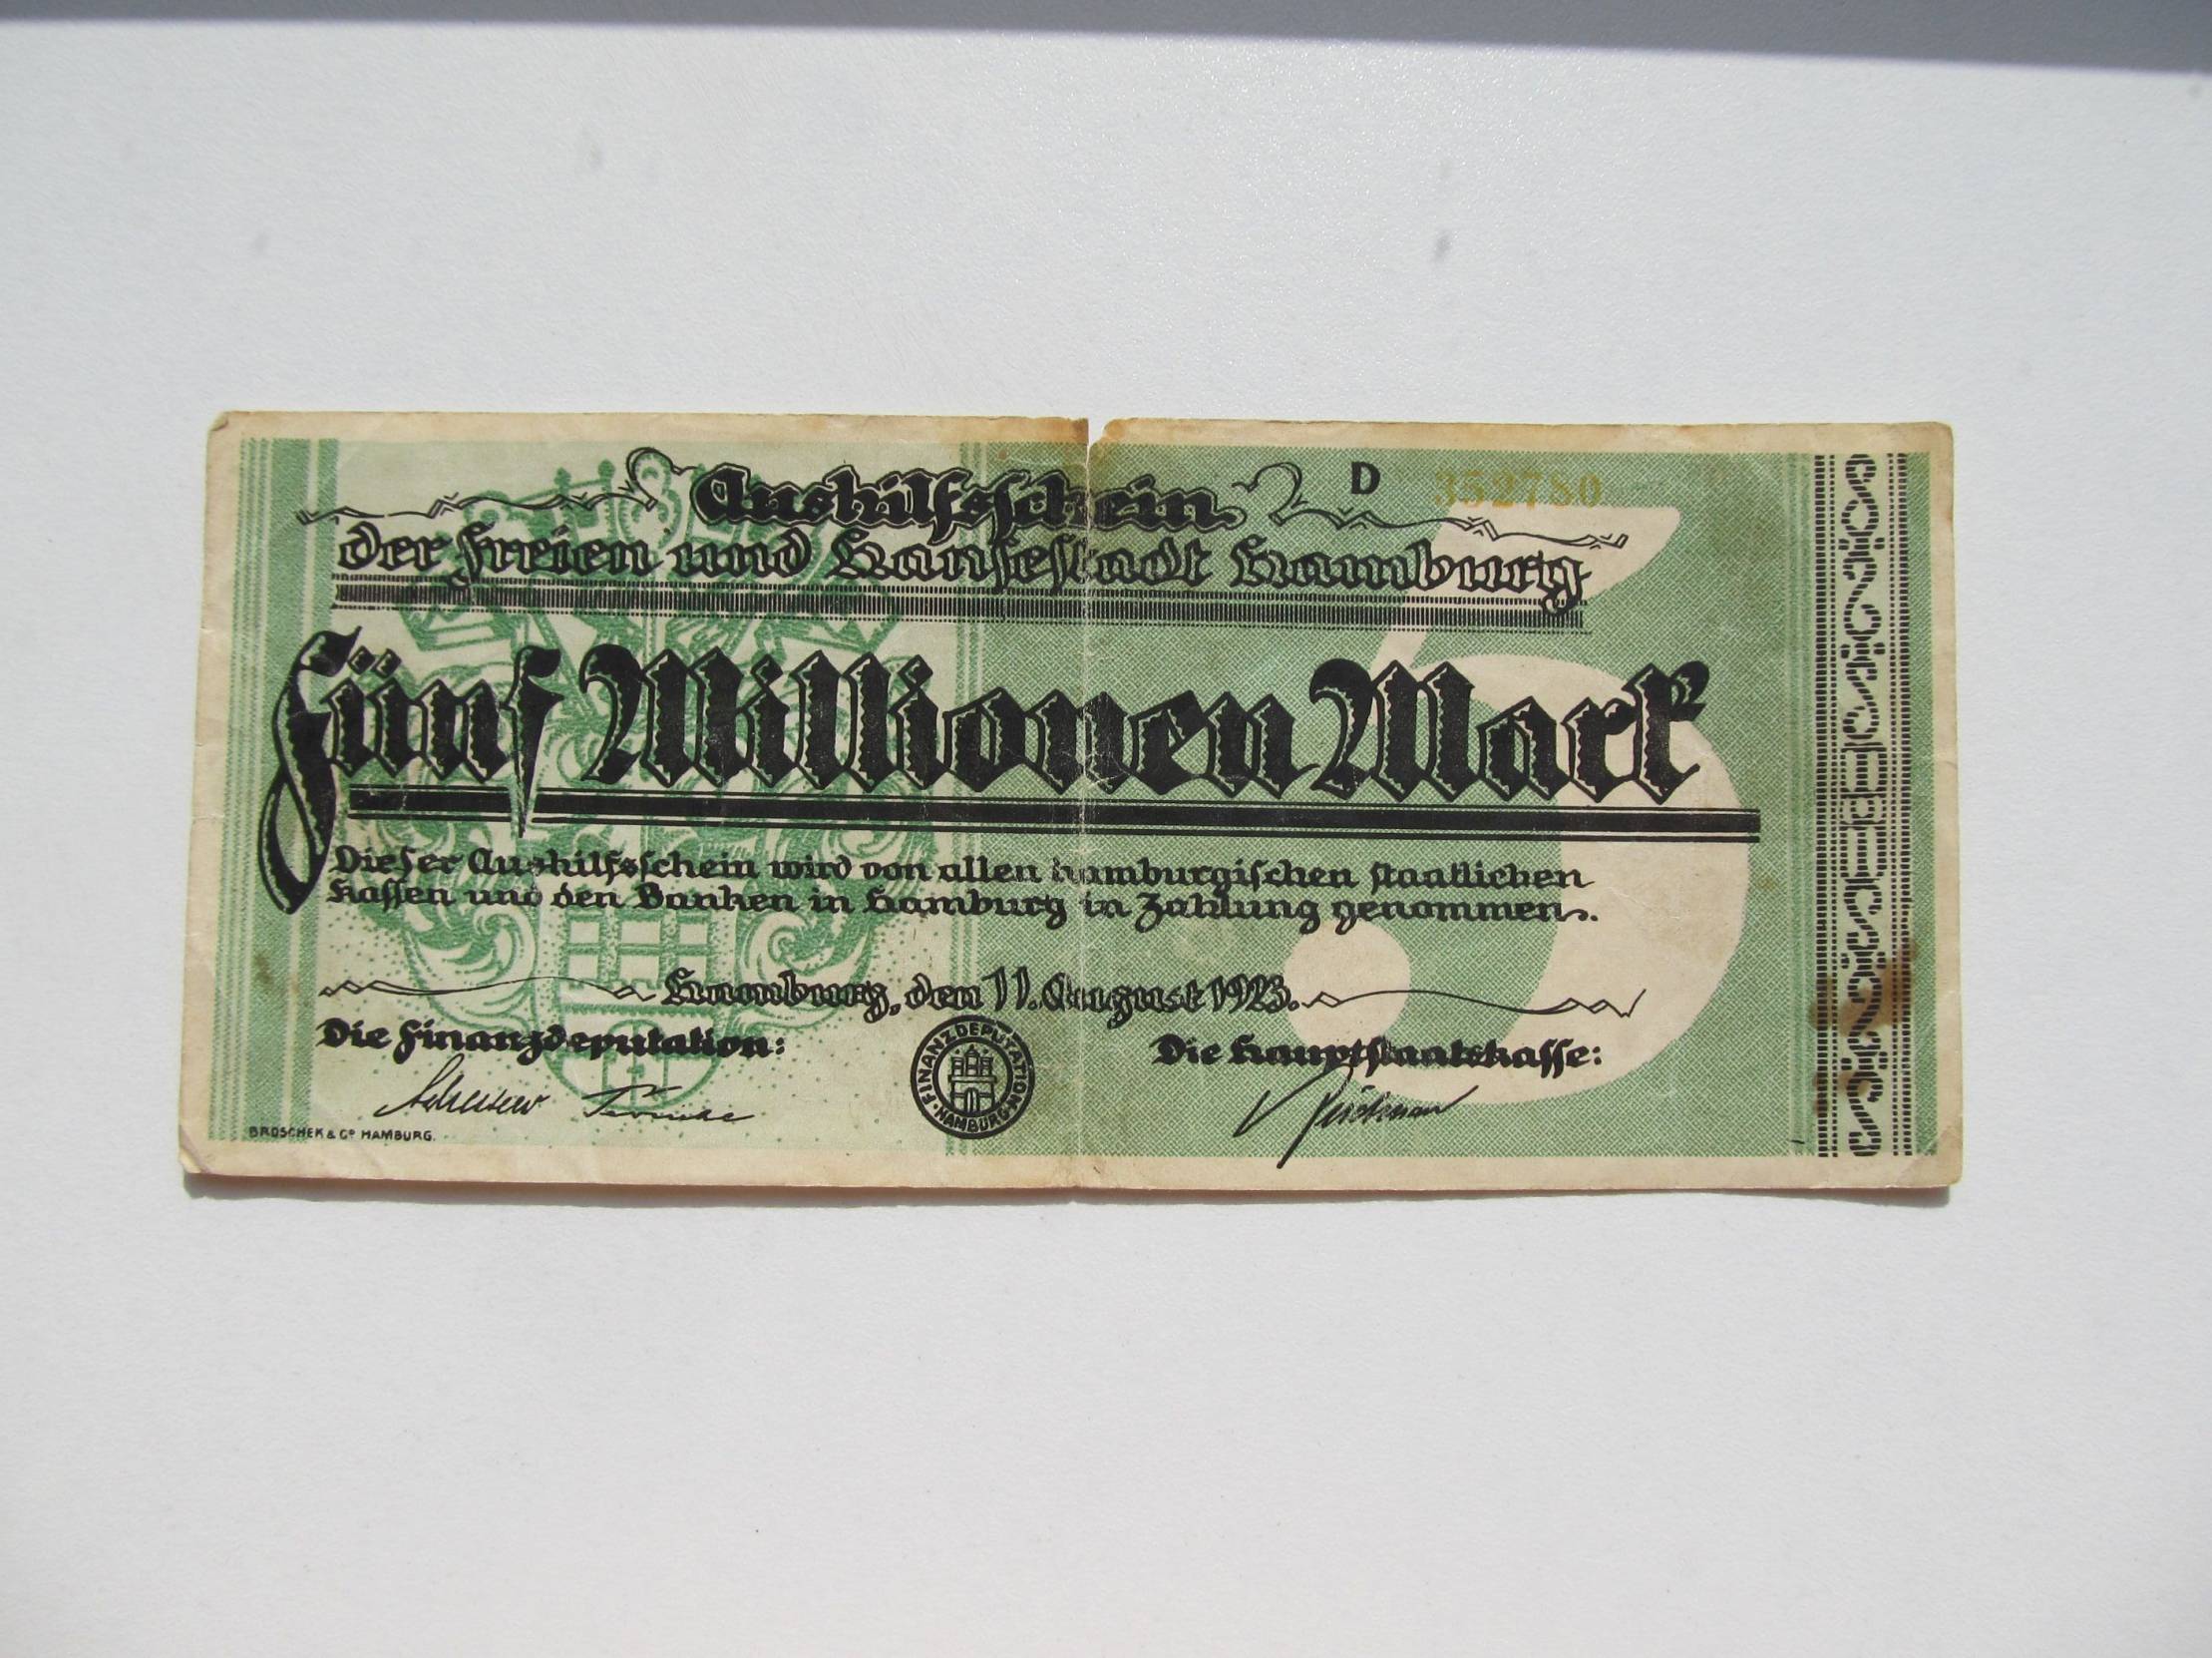 Aushilfsschein D 352780
der freien und Hansestadt Hamburg
Fünf Millionen Mark
Dieser Aushilfsschein wird von allen hamburgischen staatlichen
Kassen und den Banken in Hamburg in Zahlung genommen.
Hamburg, den 11. August 1923.
Die Finanzdeputation: Die Hauptstaatskasse:
FINANZDEPUTATION HAMBURG
BROSCHEK & Co HAMBURG.